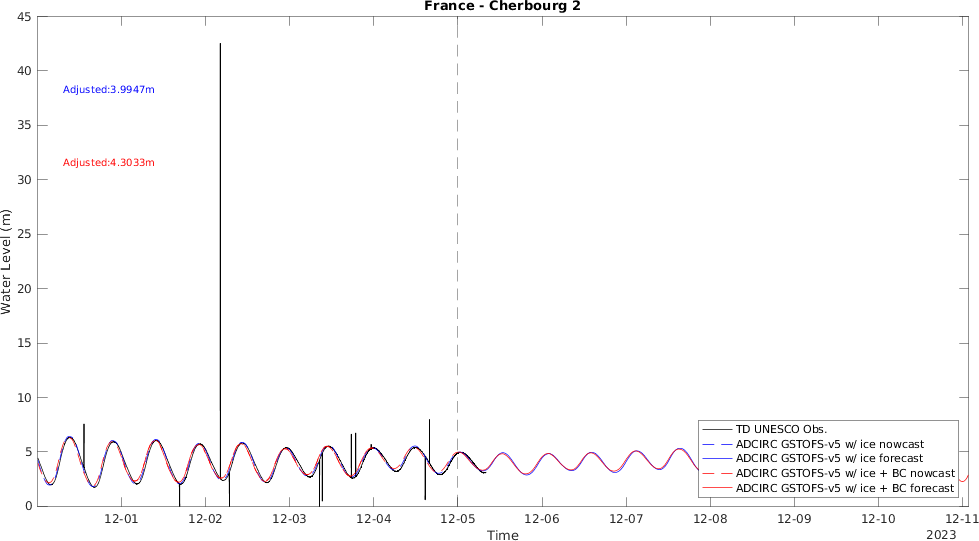 France - Cherbourg 2
45
40
35
30
25
20
15
10
5
0
Water Level (m)
Adjusted:3.9947m
Adjusted:4.3033m
TD UNESCO Obs.
ADCIRC GSTOFS-v5 w/ ice nowcast
ADCIRC GSTOFS-v5 w/ ice forecast
ADCIRC GSTOFS-v5 w/ ice + BC nowcast
ADCIRC GSTOFS-v5 w/ ice + BC forecast
12-01 12-02 12-03 12-04 12-05 12-06 12-07 12-08 12-09 12-10 12-11
Time
2023